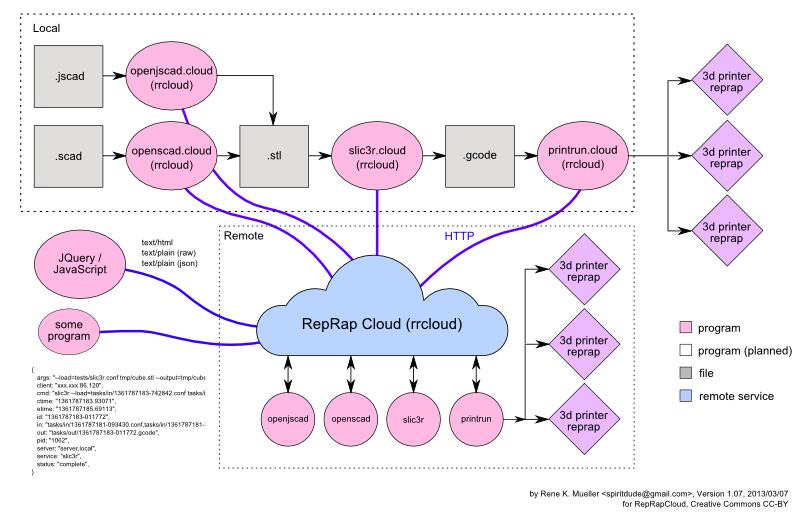 Local
.jscad
openjscad.cloud
(rrcloud)
3d printer
reprap
.scad
openscad.cloud
(rrcloud)
.stl
slic3r.cloud
(rrcloud)
.gcode
printrun.cloud
(rrcloud)
3d printer
reprap
3d printer
reprap
Remote
HTTP
JQuery /
JavaScript
text/html
text/plain (raw)
text/plain (json)
3d printer
reprap
some
program
RepRap Cloud (rrcloud)
3d printer
reprap
openjscad
openscad
slic3r
printrun
3d printer
reprap
program
program (planned)
file
remote service
{
args: "--load=tests/slic3r.conf tmp/cube.stl --output=tmp/cube
client: "xxx.xxx.86.120",
cmd: "slic3r --load=tasks/in/1361787183-742842.conf tasks/i
ctime: "1361787183.93071",
etime: "1361787185.69113",
id: "1361787183-011772",
in: "tasks/in/1361787181-093430.conf,tasks/in/1361787181-
out: "tasks/out/1361787183-011772.gcode",
pid: "1062",
server: "server.local",
service: "slic3r",
status: "complete",
}
by Rene K. Mueller <spiritdude@gmail.com>, Version 1.07, 2013/03/07
for RepRapCloud, Creative Commons CC-BY